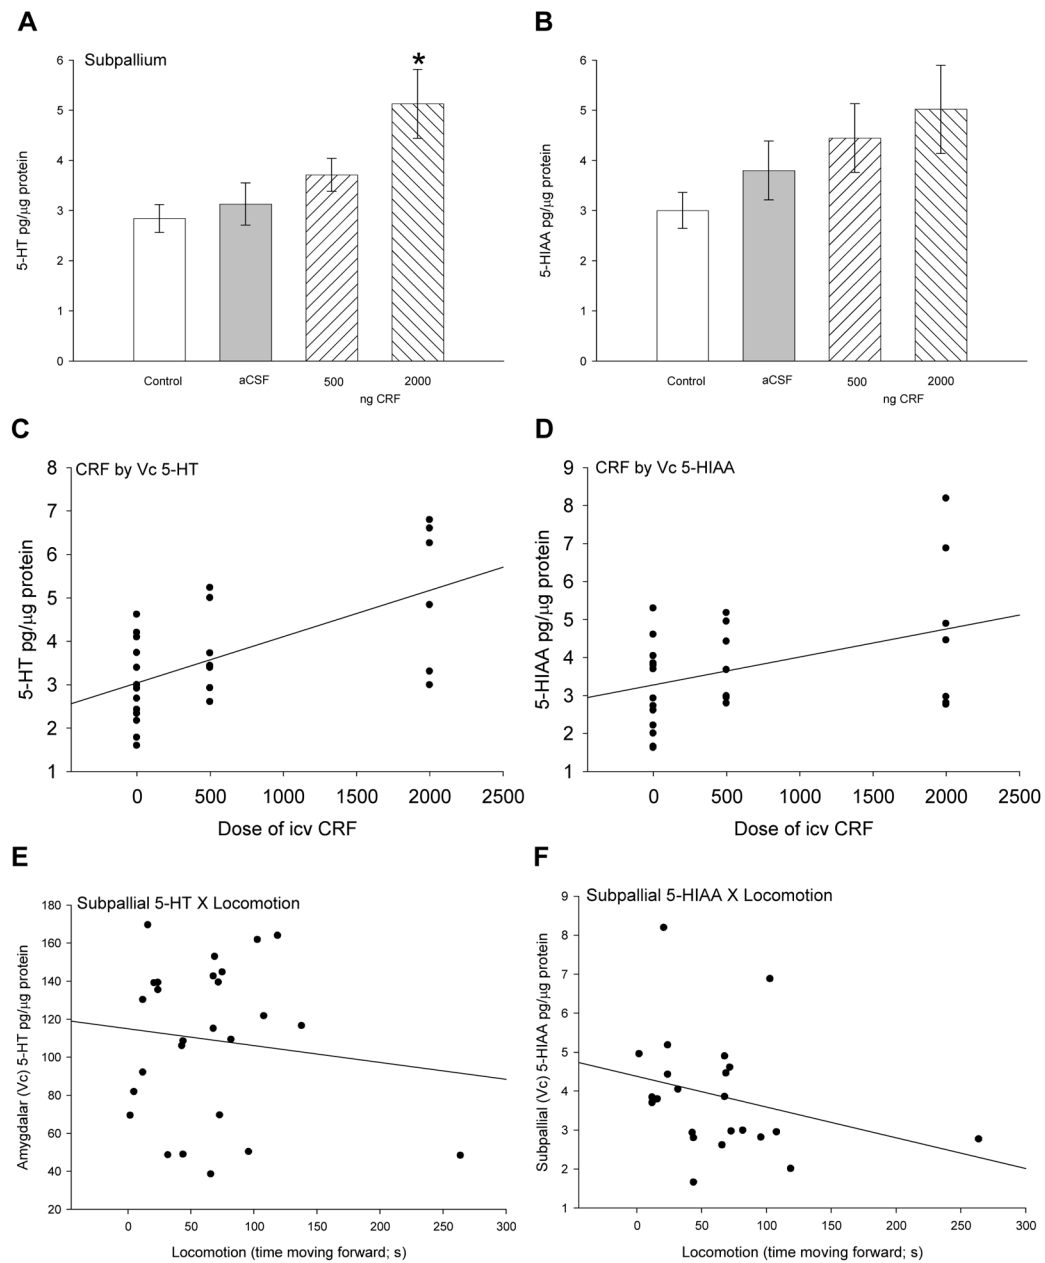 A
Subpallium
*
5-HT pg/µg protein
6
5
4
3
2
1
0
Control aCSF 500 2000
ng CRF
B
5-HIAA pg/µg protein
6
5
4
3
2
1
0
Control aCSF 500 2000
ng CRF
C
CRF by Vc 5-HT
5-HT pg/µg protein
8
7
6
5
4
3
2
1
0 500 1000 1500 2000 2500
Dose of icv CRF
D
CRF by Vc 5-HIAA
5-HIAA pg/µg protein
9
8
7
6
5
4
3
2
1
0 500 1000 1500 2000 2500
Dose of icv CRF
E
Subpallial 5-HT X Locomotion
Amygdalar (Vc) 5-HT pg/µg protein
180
160
140
120
100
80
60
40
20
0 50 100 150 200 250 300
Locomotion (time moving forward; s)
F
Subpallial 5-HIAA X Locomotion
Subpallial (Vc) 5-HIAA pg/µg protein
9
8
7
6
5
4
3
2
1
0 50 100 150 200 250 300
Locomotion (time moving forward; s)